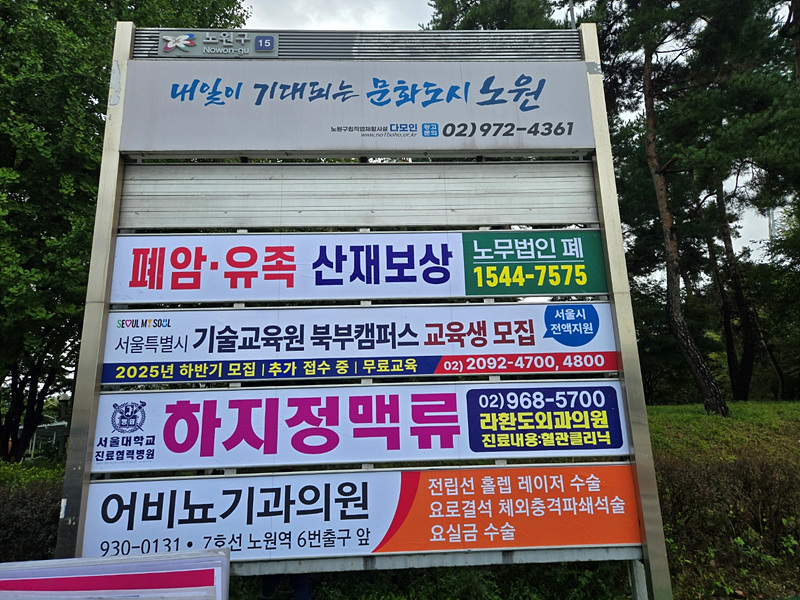 노원구
Nowon-gu
15
내일이 기대되는 문화도시 노원
노원구립직업재활시설 다모인
www.no1boho.or.kr
광고
문의
02)972-4361
폐암·유족 산재보상
노무법인 폐
1544-7575
SEOUL MY SOUL
서울특별시 기술교육원 북부캠퍼스 교육생 모집
서울시
전액지원
2025년 하반기 모집 | 추가 접수 중 | 무료교육
02) 2092-4700, 4800
서울대학교
진료협력병원
하지정맥류
02)968-5700
라환도외과의원
진료내용:혈관클리닉
어비뇨기과의원
930-0131 • 7호선 노원역 6번출구 앞
전립선 홀렙 레이저 수술
요로결석 체외충격파쇄석술
요실금 수술